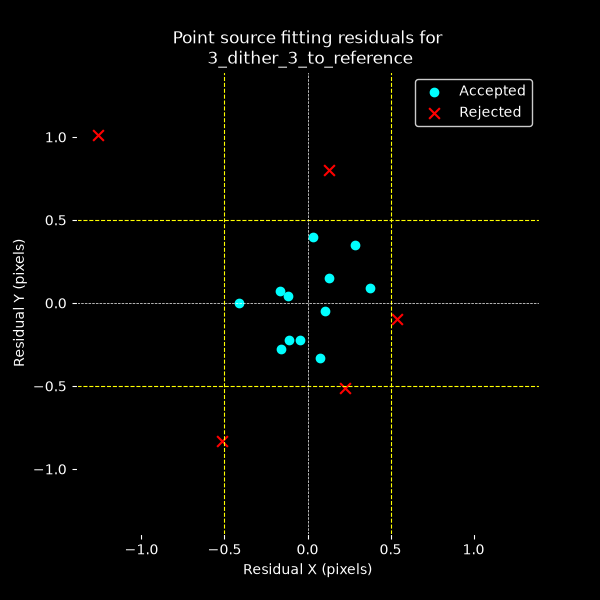 Point source fitting residuals for
3_dither_3_to_reference
Accepted
Rejected
1.0
0.5
0.0
−0.5
−1.0
Residual Y (pixels)
−1.0
−0.5
0.0
0.5
1.0
Residual X (pixels)